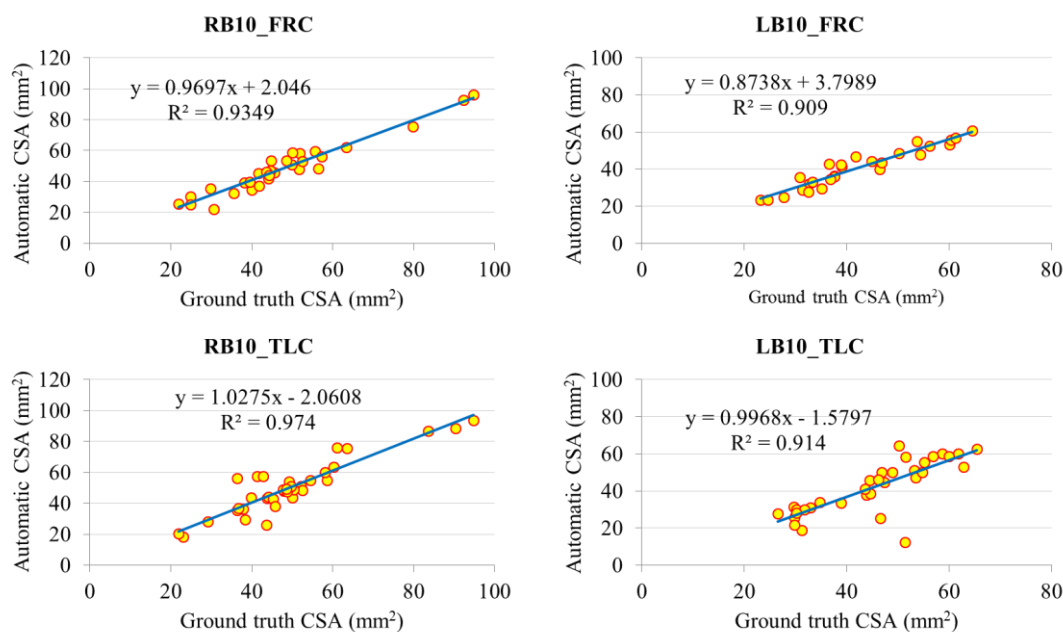 RB10_FRC
Automatic CSA (mm²)
120
100
80
60
40
20
0
y = 0.9697x + 2.046
R² = 0.9349
0 20 40 60 80 100
Ground truth CSA (mm²)
LB10_FRC
Automatic CSA (mm²)
100
80
60
40
20
0
y = 0.8738x + 3.7989
R² = 0.909
0 20 40 60 80
Ground truth CSA (mm²)
RB10_TLC
Automatic CSA (mm²)
120
100
80
60
40
20
0
y = 1.0275x - 2.0608
R² = 0.974
0 20 40 60 80 100
Ground truth CSA (mm²)
LB10_TLC
Automatic CSA (mm²)
100
80
60
40
20
0
y = 0.9968x - 1.5797
R² = 0.914
0 20 40 60 80
Ground truth CSA (mm²)